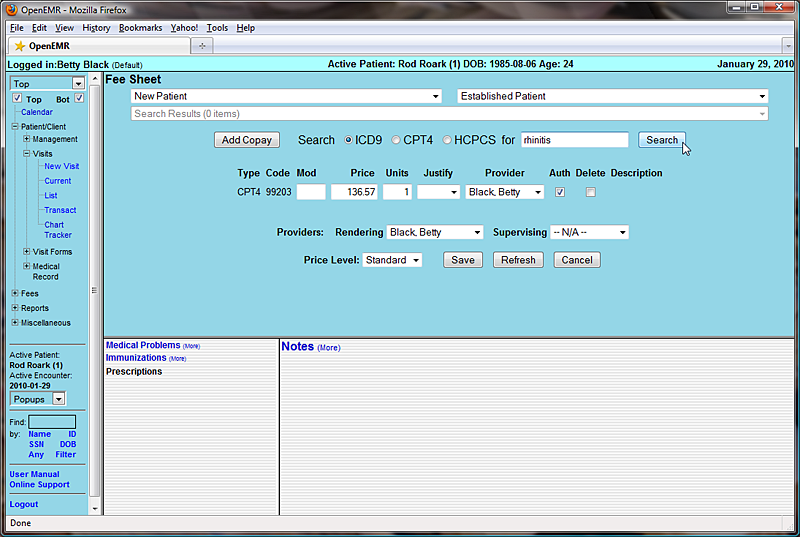 OpenEMR - Mozilla Firefox
File Edit View History Bookmarks Yahoo! Tools Help
OpenEMR
Logged in:Betty Black (Default) Active Patient: Rod Roark (1) DOB: 1985-08-06 Age: 24 January 29, 2010
Top
Top Bot
Calendar
Patient/Client
Management
Visits
New Visit
Current
List
Transact
Chart
Tracker
Visit Forms
Medical
Record
Fees
Reports
Miscellaneous
Active Patient:
Rod Roark (1)
Active Encounter:
2010-01-29
Popups
Find:
by: Name ID
SSN DOB
Any Filter
User Manual
Online Support
Logout
Fee Sheet
New Patient Established Patient
Search Results (0 items)
Add Copay Search ICD9 CPT4 HCPCS for rhinitis Search
Type Code Mod Price Units Justify Provider Auth Delete Description
CPT4 99203 136.57 1 Black, Betty
Providers: Rendering Black, Betty Supervising -- N/A --
Price Level: Standard Save Refresh Cancel
Medical Problems (More)
Immunizations (More)
Prescriptions
Notes (More)
Done